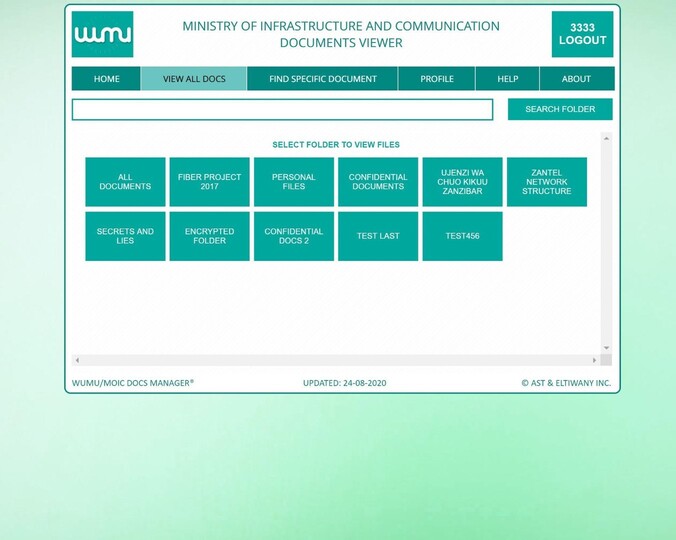 wumu
MINISTRY OF INFRASTRUCTURE AND COMMUNICATION
DOCUMENTS VIEWER
3333
LOGOUT
HOME VIEW ALL DOCS FIND SPECIFIC DOCUMENT PROFILE HELP ABOUT
SEARCH FOLDER
SELECT FOLDER TO VIEW FILES
ALL
DOCUMENTS
FIBER PROJECT
2017
PERSONAL
FILES
CONFIDENTIAL
DOCUMENTS
UJENZI WA
CHUO KIKUU
ZANZIBAR
ZANTEL
NETWORK
STRUCTURE
SECRETS AND
LIES
ENCRYPTED
FOLDER
CONFIDENTIAL
DOCS 2
TEST LAST
TEST456
WUMU/MOIC DOCS MANAGER® UPDATED: 24-08-2020 © AST & ELTIWANY INC.